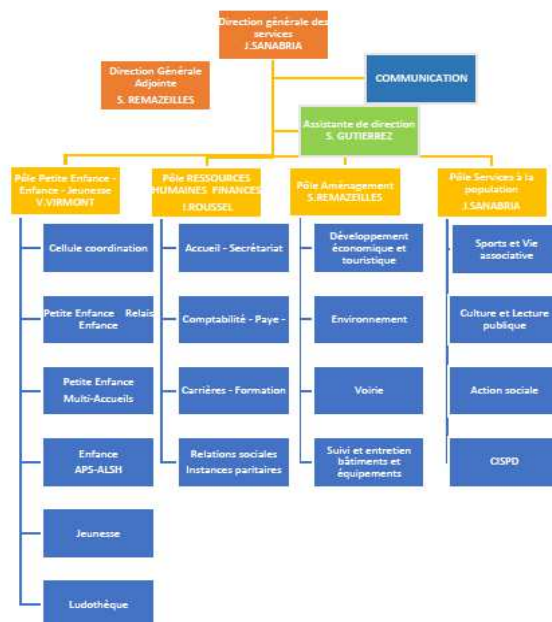 Direction générale des
services
J.SANABRIA
Direction Générale
Adjointe
S. REMAZEILLES
COMMUNICATION
Assistante de direction
S. GUTIERREZ
Pôle Petite Enfance -
Enfance - Jeunesse
V.VIRMONT
Cellule coordination
Petite Enfance Relais
Enfance
Petite Enfance
Multi-Accueils
Enfance
APS-ALSH
Jeunesse
Ludothèque
Pôle RESSOURCES
HUMAINES FINANCES
I.ROUSSEL
Accueil - Secrétariat
Comptabilité - Paye -
Carrières - Formation
Relations sociales
Instances paritaires
Pôle Aménagement
S.REMAZEILLES
Développement
économique et
touristique
Environnement
Voirie
Suivi et entretien
bâtiments et
équipements
Pôle Services à la
population
J.SANABRIA
Sports et Vie
associative
Culture et Lecture
publique
Action sociale
CISPD